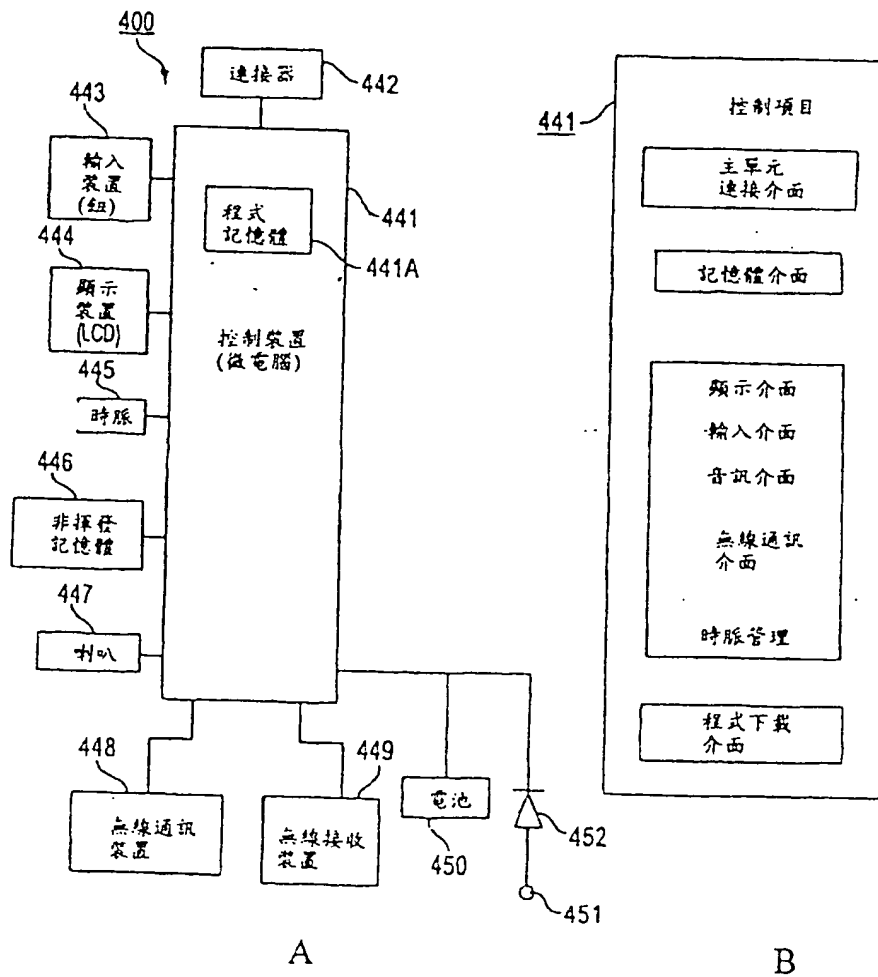 400
連接器
442
443
輸入
裝置
(鈕)
444
顯示
裝置
(LCD)
445
時脈
446
非揮發
記憶體
447
喇叭
程式
記憶體
441
441A
控制裝置
(微電腦)
448
無線通訊
裝置
449
無線接收
裝置
電池
450
452
451
A
441
控制項目
主單元
連接介面
記憶體介面
顯示介面
輸入介面
音訊介面
無線通訊
介面
時脈管理
程式下載
介面
B